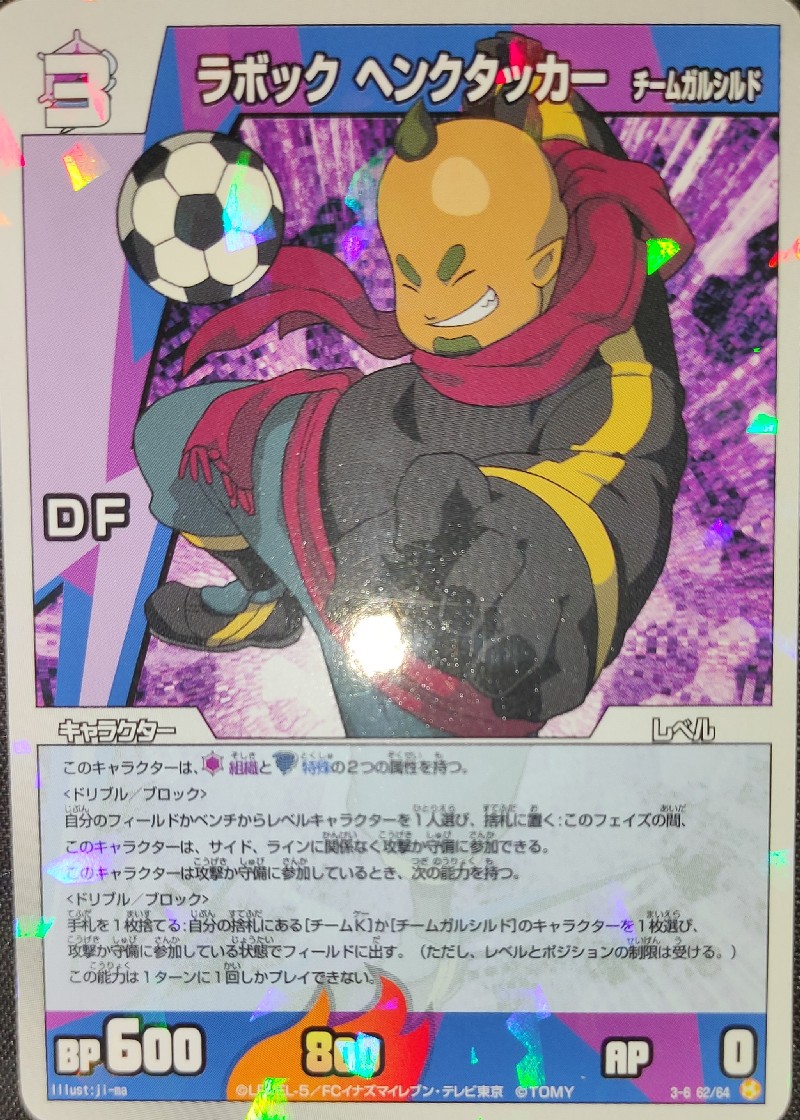 3
ラボック ヘンクタッカー チームガルシルド
DF
キャラクター
レベル
このキャラクターは、組織と特殊の2つの属性を持つ。
<ドリブル/ブロック>
自分のフィールドかベンチからレベルキャラクターを1人選び、捨札に置く:このフェイズの間、
このキャラクターは、サイド、ラインに関係なく攻撃か守備に参加できる。
このキャラクターは攻撃か守備に参加しているとき、次の能力を持つ。
<ドリブル/ブロック>
手札を1枚捨てる:自分の捨札にある[チームK]か[チームガルシルド]のキャラクターを1枚選び、
攻撃か守備に参加している状態でフィールドに出す。(ただし、レベルとポジションの制限は受ける。)
この能力は1ターンに1回しかプレイできない。
BP 600
800
AP 0
Illust:ji-ma
©LEVEL-5/FCイナズマイレブン・テレビ東京 ©TOMY
3-6 62/64